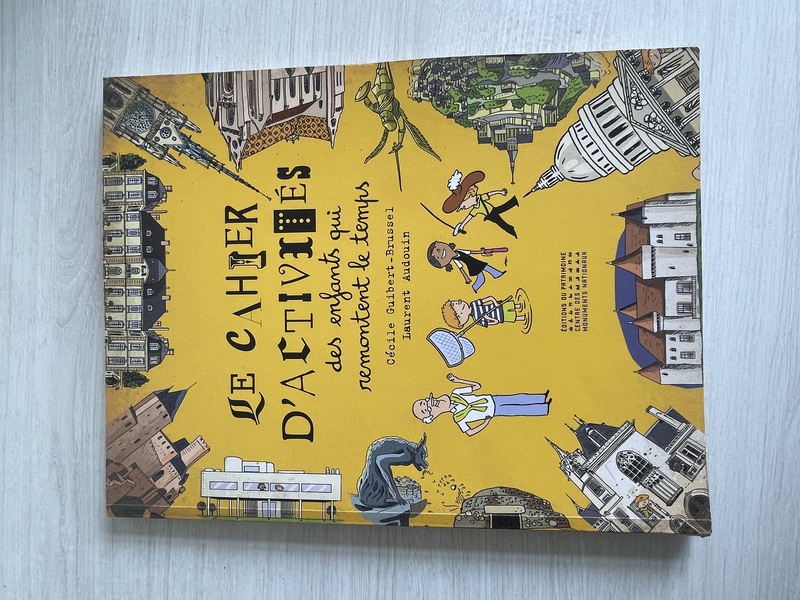 LE CAHIER
D'ACTIVITÉS
des enfants qui
remontent le temps
Cécile Guibert-Brussel
Laurent Audouin
ÉDITIONS DU PATRIMOINE
CENTRE DES
MONUMENTS NATIONAUX